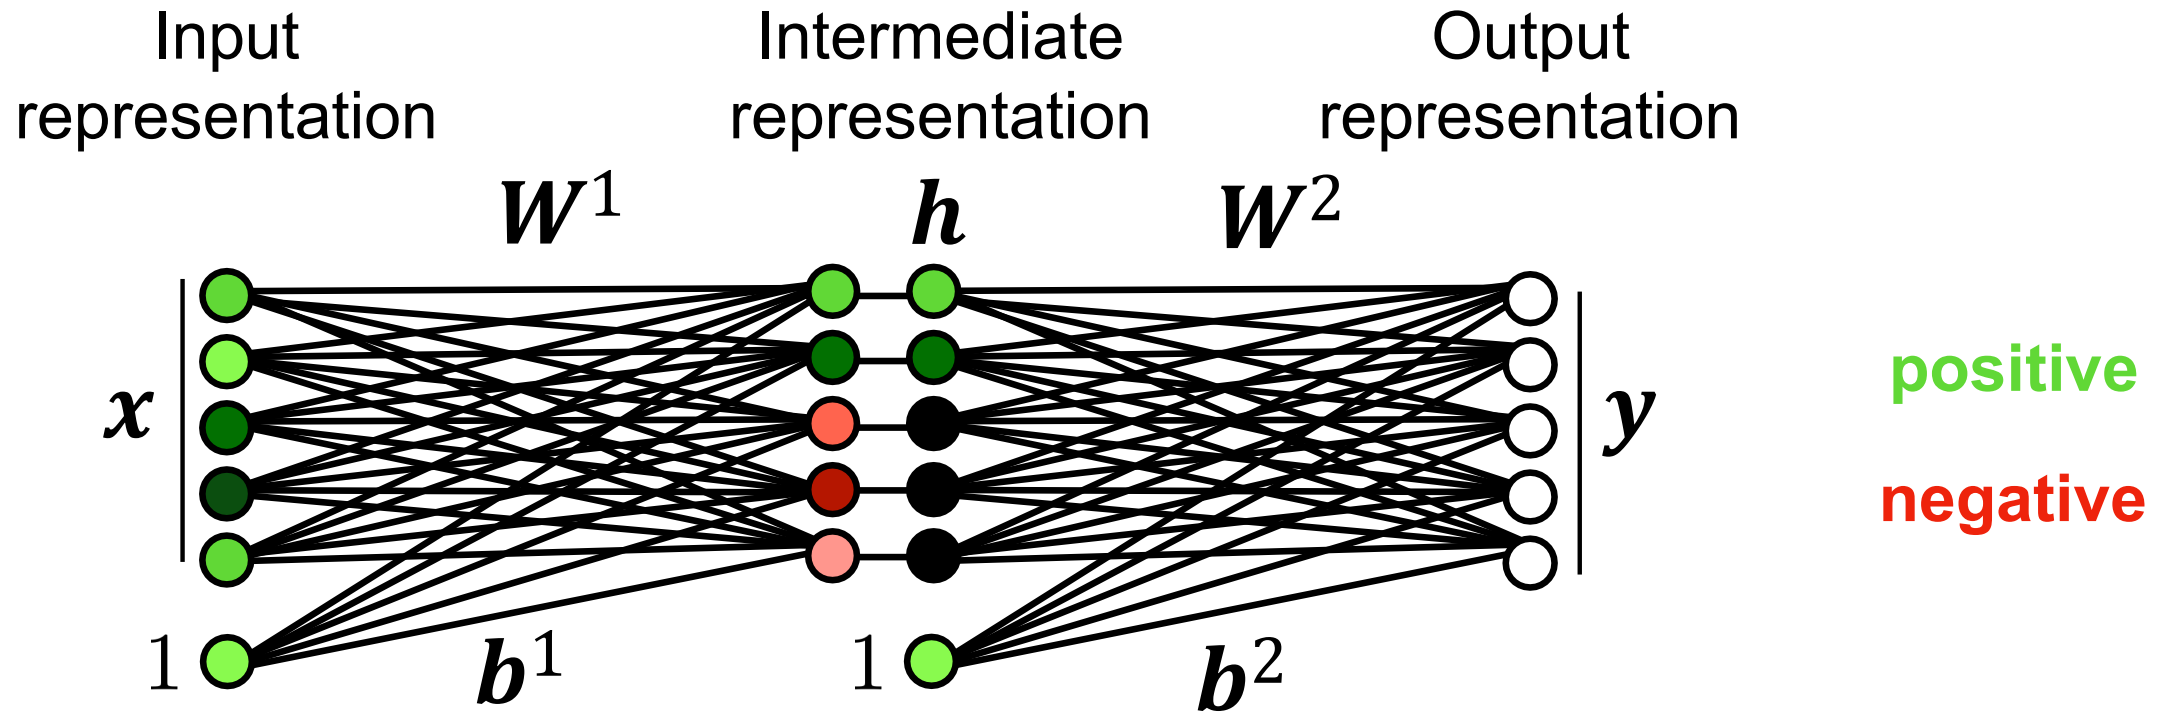 Input
representation
Intermediate
representation
Output
representation
W¹
h
W²
x
y
positive
negative
1
b¹
1
b²